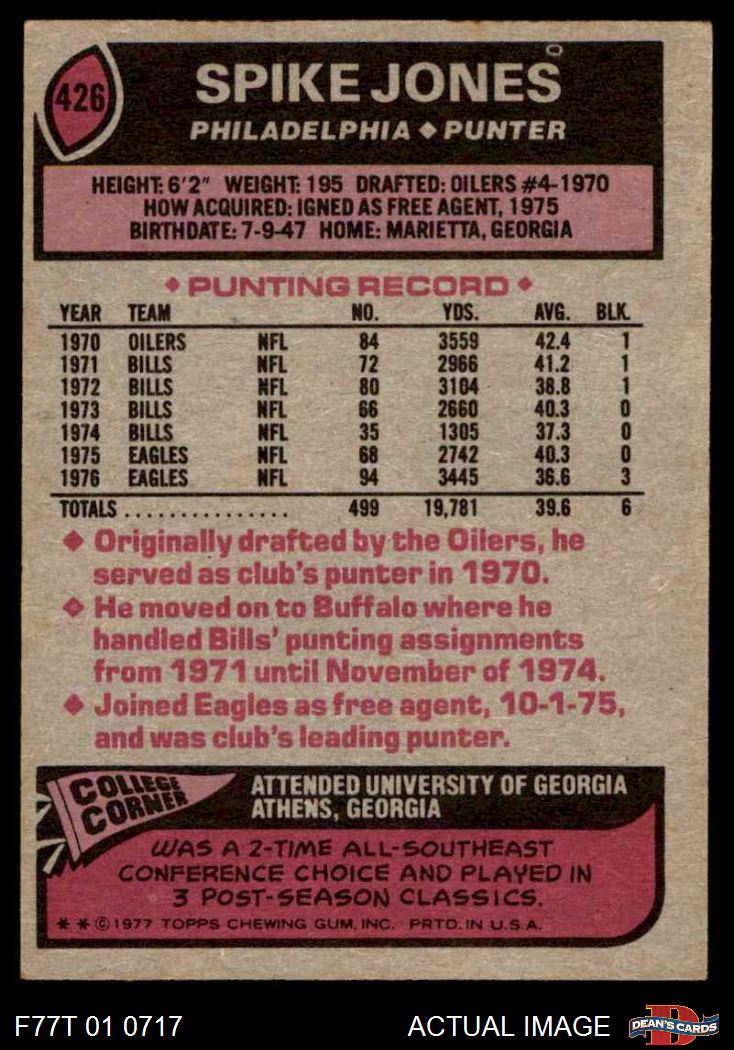 426
SPIKE JONES
PHILADELPHIA ◆ PUNTER
HEIGHT: 6'2" WEIGHT: 195 DRAFTED: OILERS #4-1970
HOW ACQUIRED: IGNED AS FREE AGENT, 1975
BIRTHDATE: 7-9-47 HOME: MARIETTA, GEORGIA
◆ PUNTING RECORD ◆
YEAR TEAM NO. YDS. AVG. BLK.
1970 OILERS NFL 84 3559 42.4 1
1971 BILLS NFL 72 2966 41.2 1
1972 BILLS NFL 80 3104 38.8 1
1973 BILLS NFL 66 2660 40.3 0
1974 BILLS NFL 35 1305 37.3 0
1975 EAGLES NFL 68 2742 40.3 0
1976 EAGLES NFL 94 3445 36.6 3
TOTALS ............... 499 19,781 39.6 6
◆ Originally drafted by the Oilers, he
served as club's punter in 1970.
◆ He moved on to Buffalo where he
handled Bills' punting assignments
from 1971 until November of 1974.
◆ Joined Eagles as free agent, 10-1-75,
and was club's leading punter.
COLLEGE
CORNER
ATTENDED UNIVERSITY OF GEORGIA
ATHENS, GEORGIA
WAS A 2-TIME ALL-SOUTHEAST
CONFERENCE CHOICE AND PLAYED IN
3 POST-SEASON CLASSICS.
* * © 1977 TOPPS CHEWING GUM, INC. PRTD. IN U.S.A.
F77T 01 0717 ACTUAL IMAGE
D
DEAN'S CARDS